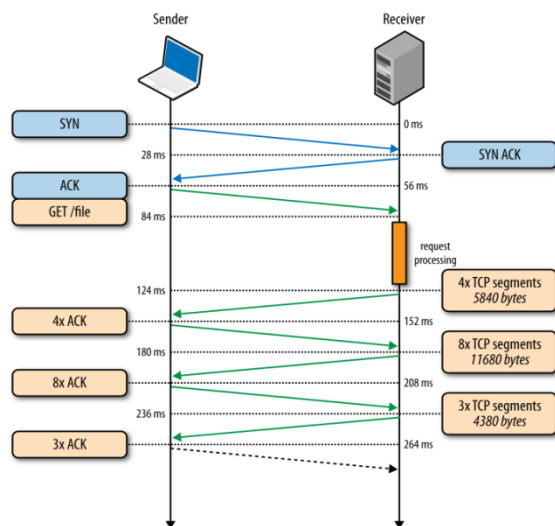 Sender
Receiver
SYN
0 ms
28 ms
SYN ACK
ACK
56 ms
GET /file
84 ms
request
processing
124 ms
4x TCP segments
5840 bytes
4x ACK
152 ms
180 ms
8x TCP segments
11680 bytes
8x ACK
208 ms
236 ms
3x TCP segments
4380 bytes
3x ACK
264 ms